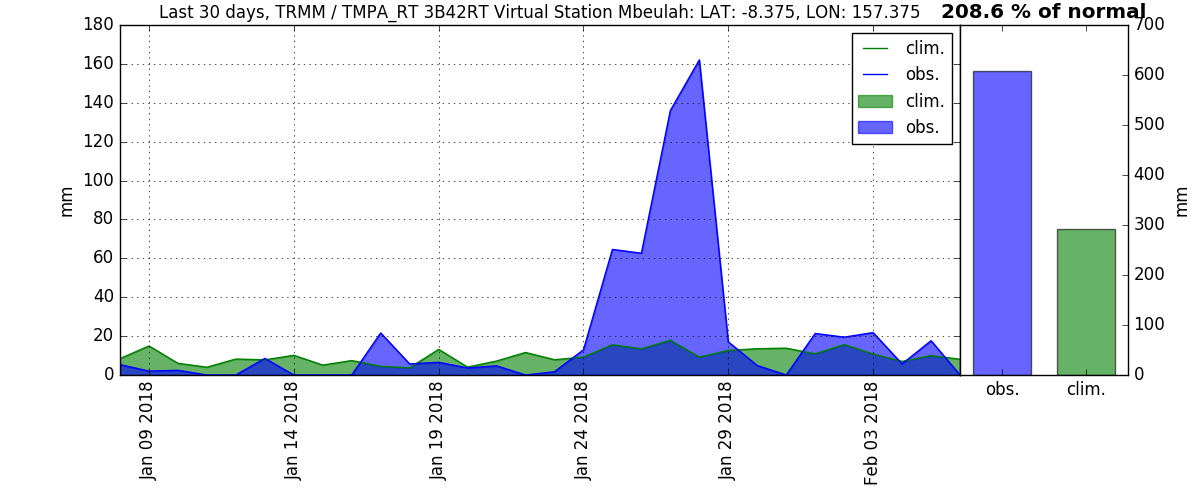 Last 30 days, TRMM / TMPA_RT 3B42RT Virtual Station Mbeulah: LAT: -8.375, LON: 157.375
208.6 % of normal
180
160
140
120
100
80
60
40
20
0
mm
clim.
obs.
clim.
obs.
Jan 09 2018
Jan 14 2018
Jan 19 2018
Jan 24 2018
Jan 29 2018
Feb 03 2018
700
600
500
400
300
200
100
0
mm
obs.
clim.